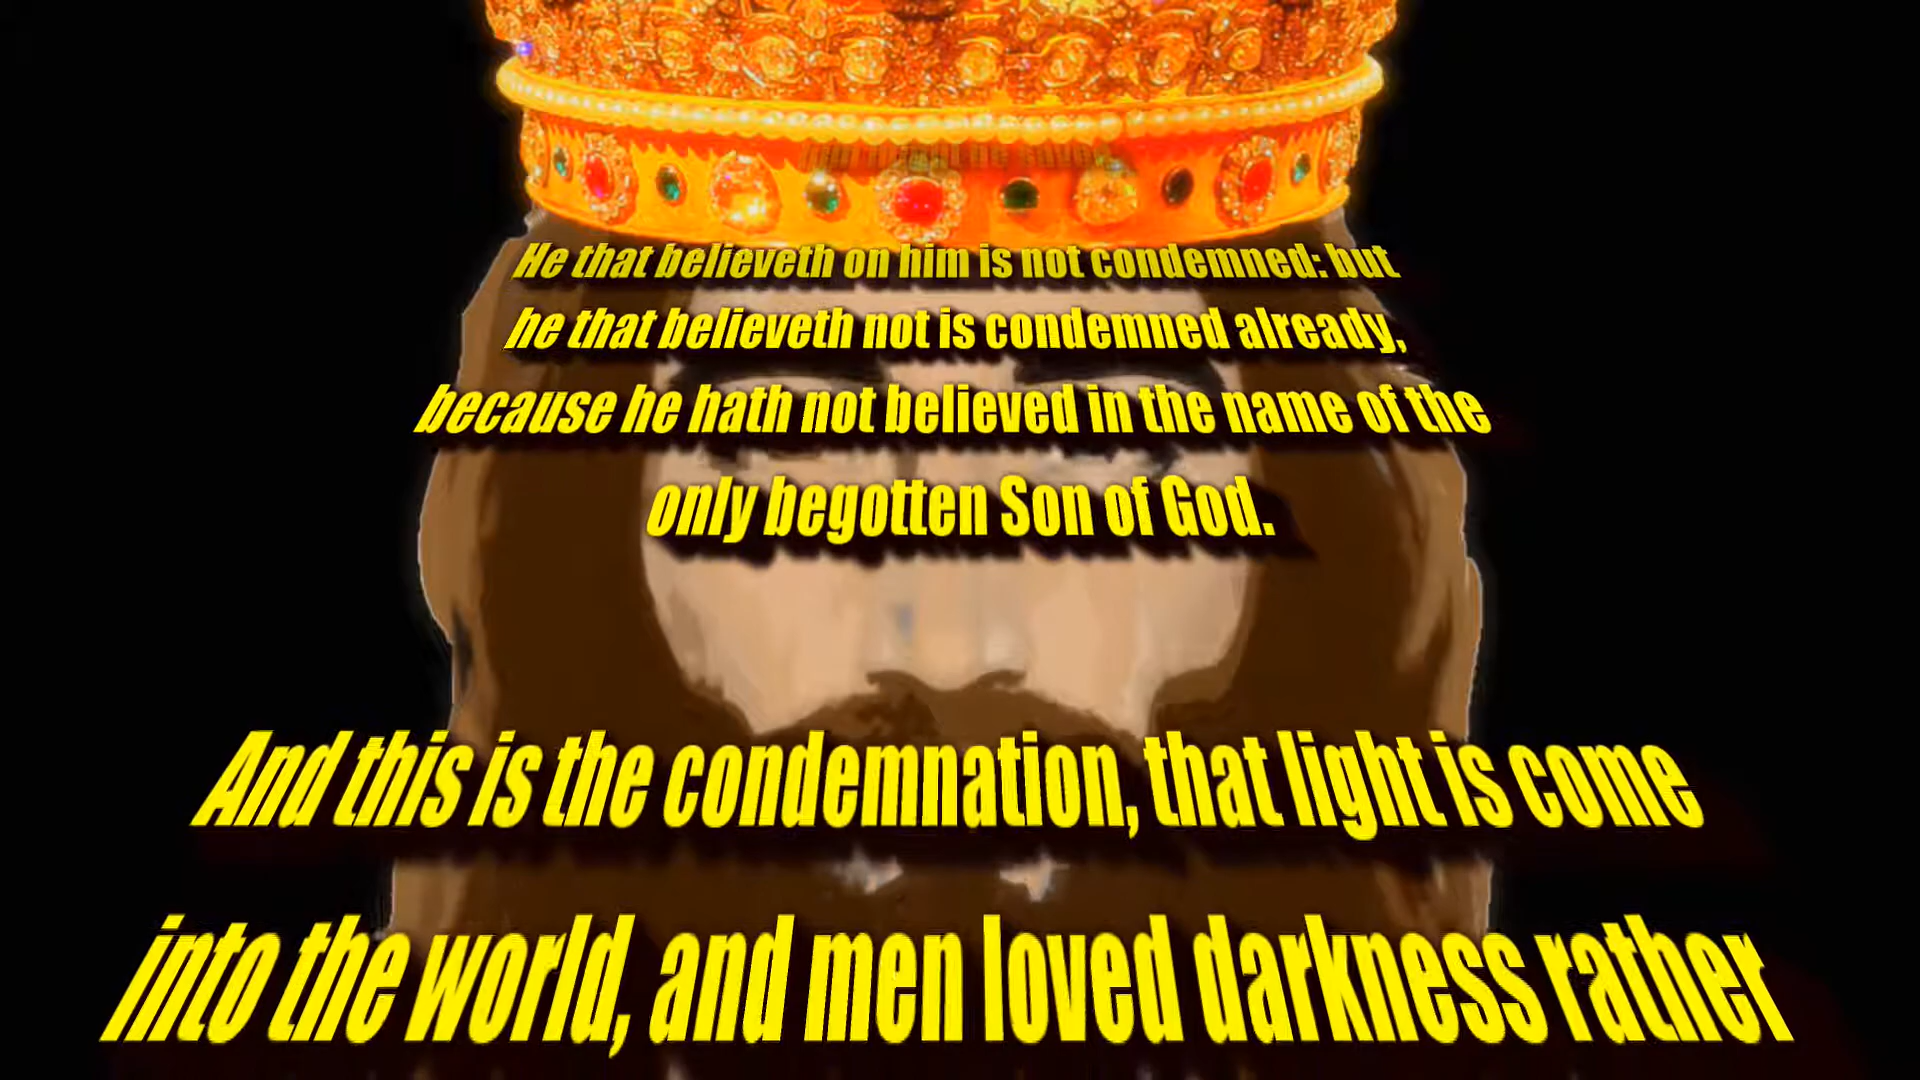 He that believeth on him is not condemned: but
he that believeth not is condemned already,
because he hath not believed in the name of the
only begotten Son of God.
And this is the condemnation, that light is come
into the world, and men loved darkness rather